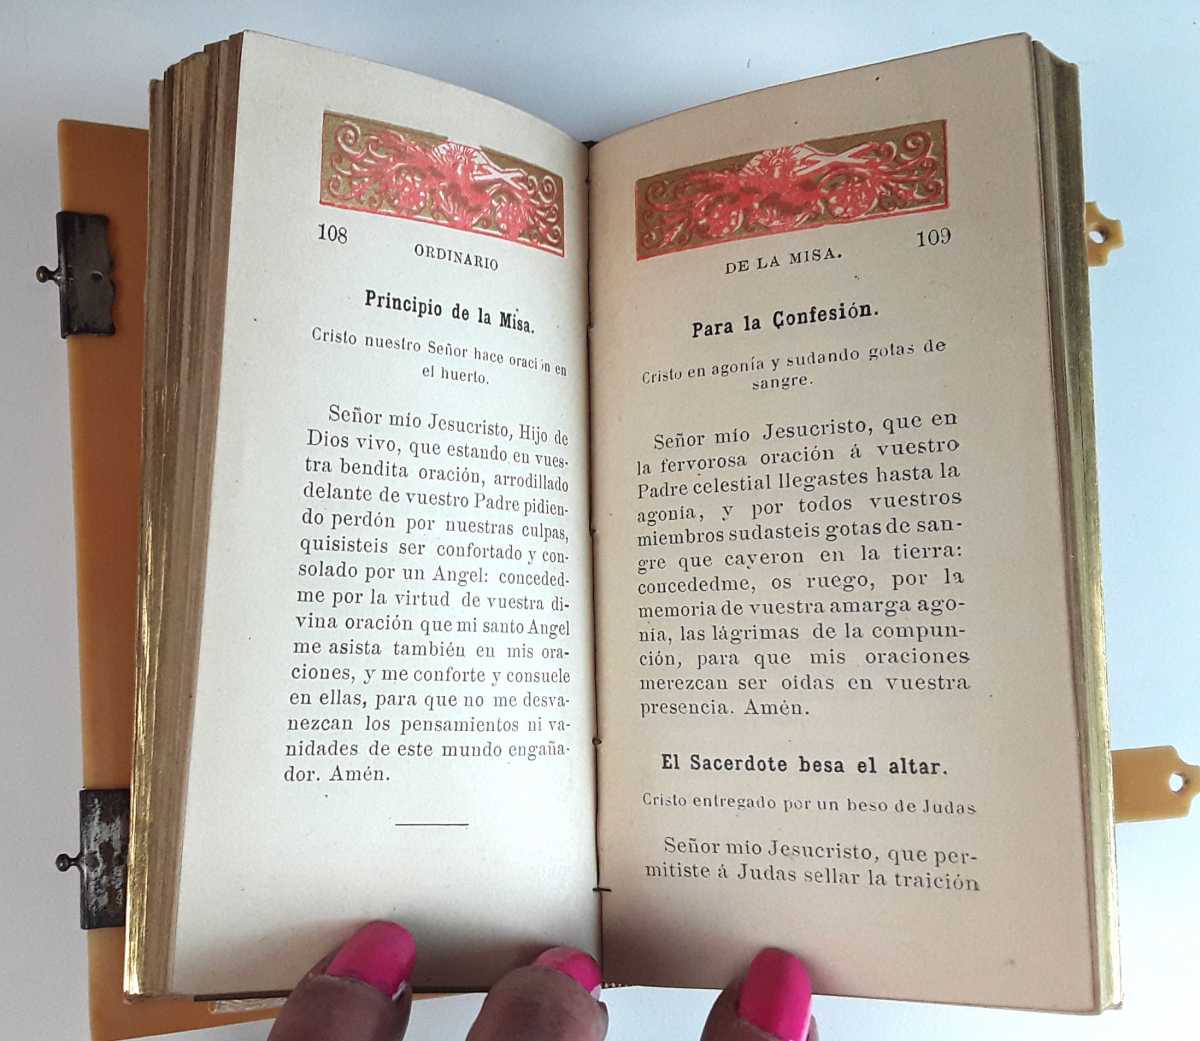 108
ORDINARIO
Principio de la Misa.
Cristo nuestro Señor hace oración en
el huerto.
Señor mío Jesucristo, Hijo de
Dios vivo, que estando en vues-
tra bendita oración, arrodillado
delante de vuestro Padre pidien-
do perdón por nuestras culpas,
quisisteis ser confortado y con-
solado por un Angel: conceded-
me por la virtud de vuestra di-
vina oración que mi santo Angel
me asista también en mis ora-
ciones, y me conforte y consuele
en ellas, para que no me desva-
nezcan los pensamientos ni va-
nidades de este mundo engaña-
dor. Amén.
109
DE LA MISA.
Para la Confesión.
Cristo en agonía y sudando gotas de
sangre.
Señor mío Jesucristo, que en
la fervorosa oración á vuestro
Padre celestial llegastes hasta la
agonía, y por todos vuestros
miembros sudasteis gotas de san-
gre que cayeron en la tierra:
concededme, os ruego, por la
memoria de vuestra amarga ago-
nía, las lágrimas de la compun-
ción, para que mis oraciones
merezcan ser oidas en vuestra
presencia. Amén.
El Sacerdote besa el altar.
Cristo entregado por un beso de Judas
Señor mío Jesucristo, que per-
mitiste á Judas sellar la traición